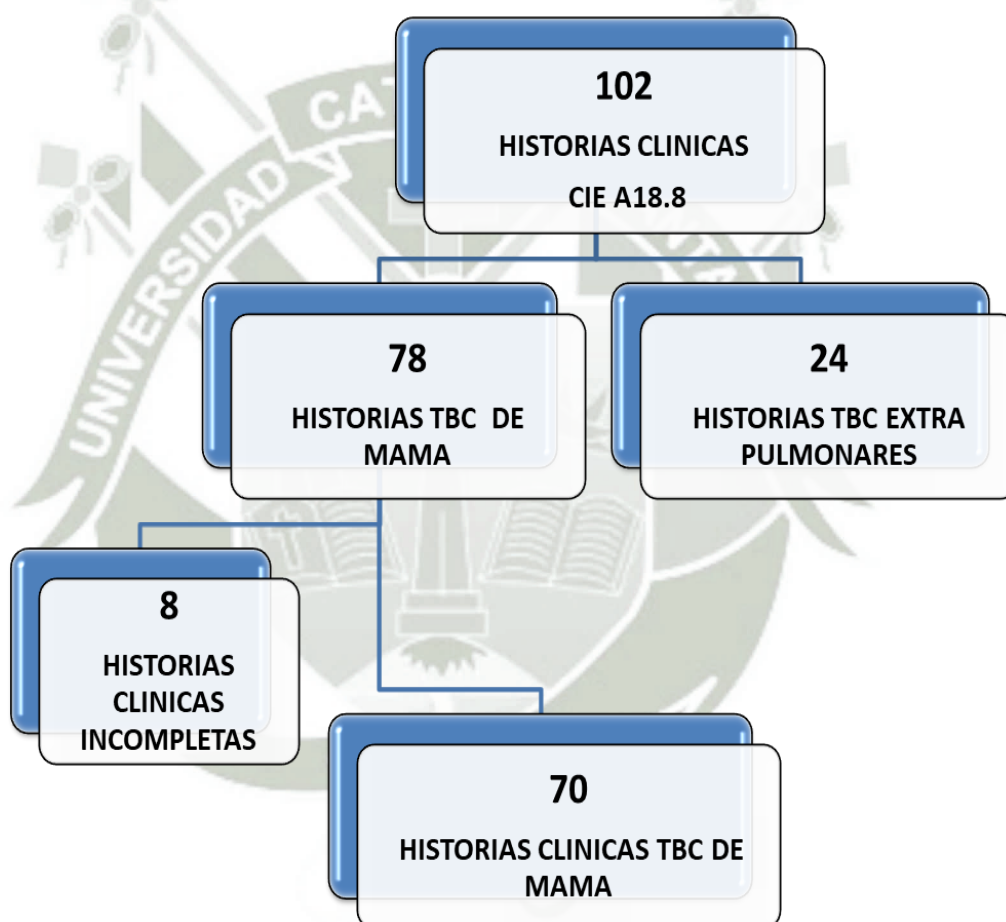 102
HISTORIAS CLINICAS
CIE A18.8
78
HISTORIAS TBC DE
MAMA
24
HISTORIAS TBC EXTRA
PULMONARES
8
HISTORIAS
CLINICAS
INCOMPLETAS
70
HISTORIAS CLINICAS TBC DE
MAMA
UNIVERSIDAD